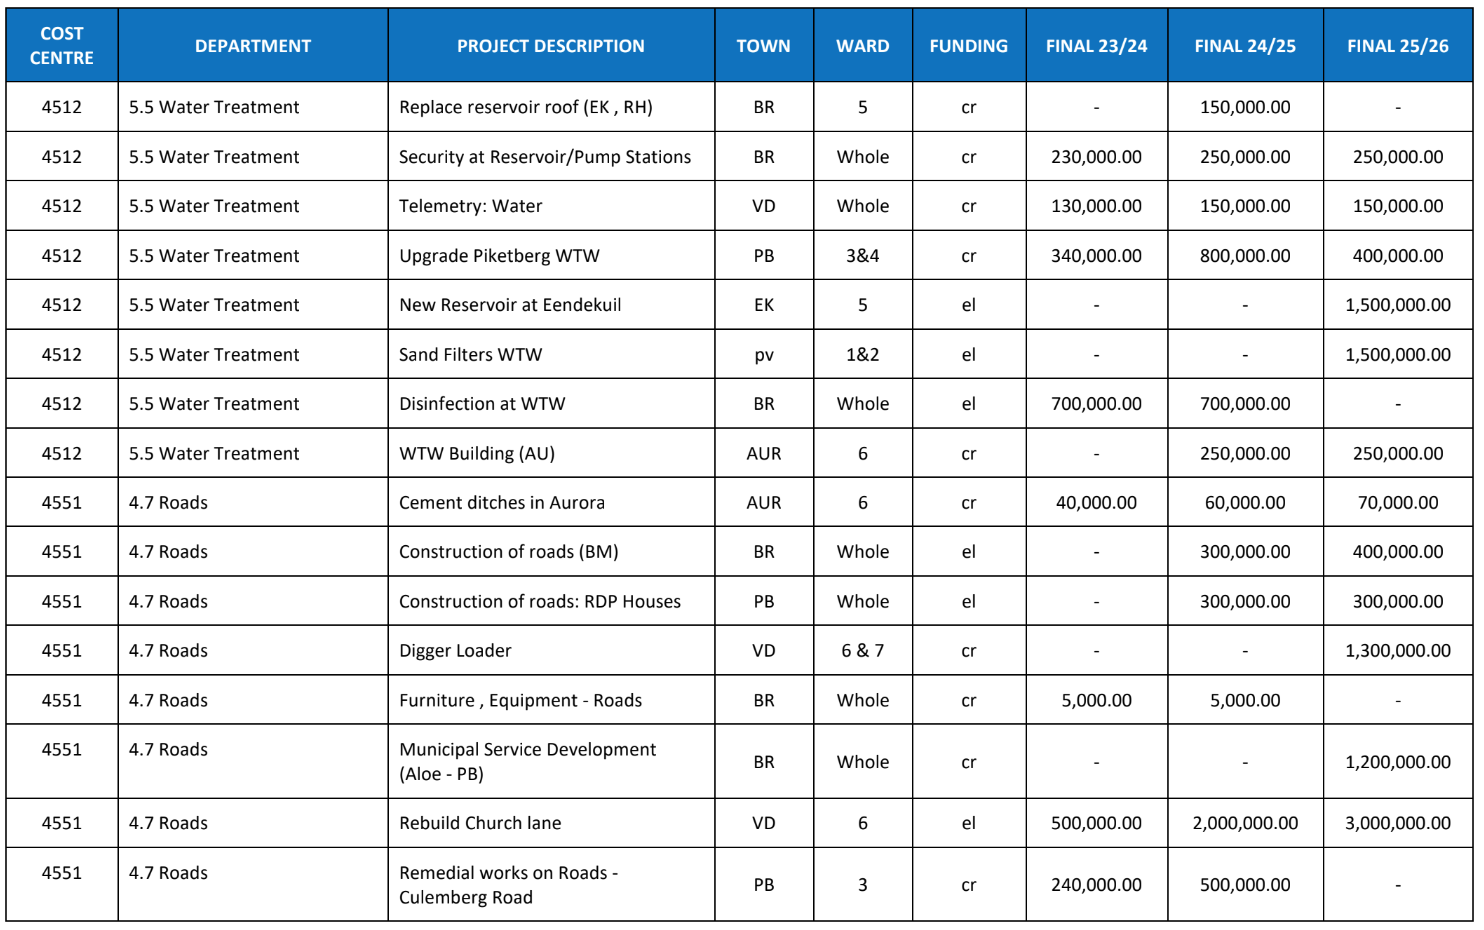 COST CENTRE DEPARTMENT PROJECT DESCRIPTION TOWN WARD FUNDING FINAL 23/24 FINAL 24/25 FINAL 25/26
4512 5.5 Water Treatment Replace reservoir roof (EK , RH) BR 5 cr - 150,000.00 -
4512 5.5 Water Treatment Security at Reservoir/Pump Stations BR Whole cr 230,000.00 250,000.00 250,000.00
4512 5.5 Water Treatment Telemetry: Water VD Whole cr 130,000.00 150,000.00 150,000.00
4512 5.5 Water Treatment Upgrade Piketberg WTW PB 3&4 cr 340,000.00 800,000.00 400,000.00
4512 5.5 Water Treatment New Reservoir at Eendekuil EK 5 el - - 1,500,000.00
4512 5.5 Water Treatment Sand Filters WTW pv 1&2 el - - 1,500,000.00
4512 5.5 Water Treatment Disinfection at WTW BR Whole el 700,000.00 700,000.00 -
4512 5.5 Water Treatment WTW Building (AU) AUR 6 cr - 250,000.00 250,000.00
4551 4.7 Roads Cement ditches in Aurora AUR 6 cr 40,000.00 60,000.00 70,000.00
4551 4.7 Roads Construction of roads (BM) BR Whole el - 300,000.00 400,000.00
4551 4.7 Roads Construction of roads: RDP Houses PB Whole el - 300,000.00 300,000.00
4551 4.7 Roads Digger Loader VD 6 & 7 cr - - 1,300,000.00
4551 4.7 Roads Furniture , Equipment - Roads BR Whole cr 5,000.00 5,000.00 -
4551 4.7 Roads Municipal Service Development
(Aloe - PB) BR Whole cr - - 1,200,000.00
4551 4.7 Roads Rebuild Church lane VD 6 el 500,000.00 2,000,000.00 3,000,000.00
4551 4.7 Roads Remedial works on Roads -
Culemberg Road PB 3 cr 240,000.00 500,000.00 -